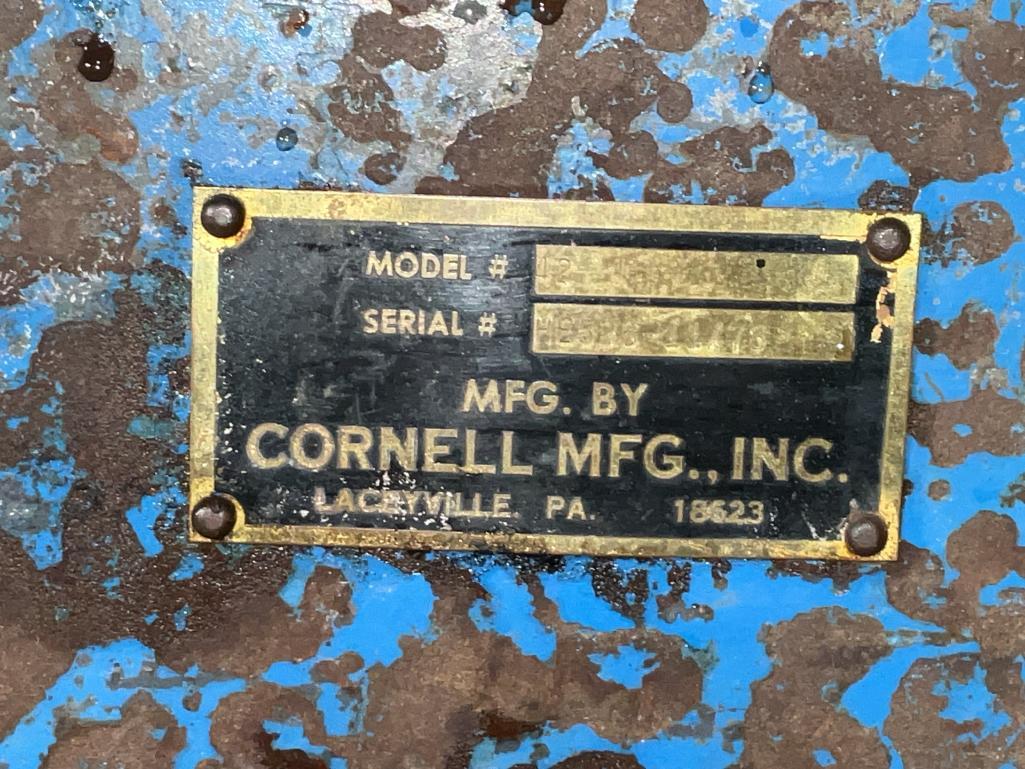 MODEL #
SERIAL #
MFG. BY
CORNELL MFG., INC.
LACEYVILLE. PA. 18623